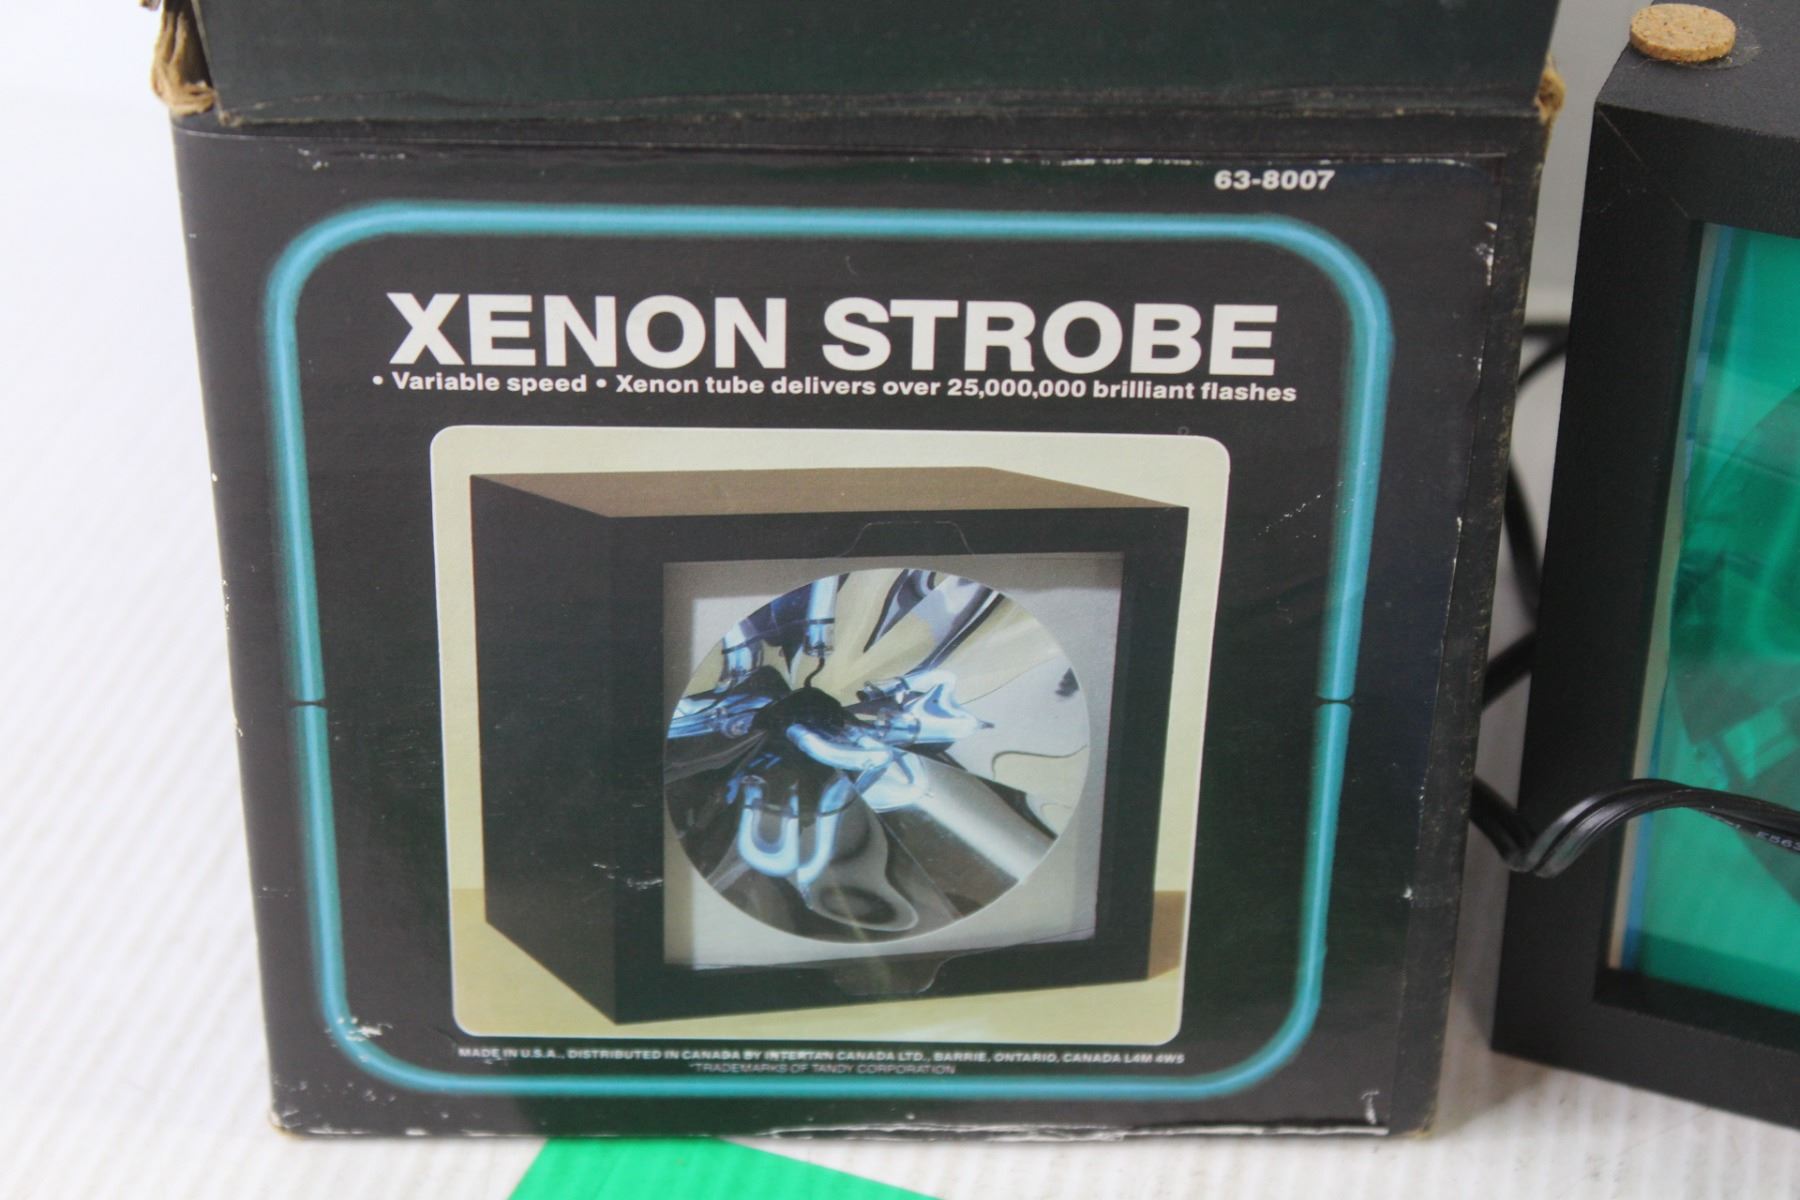 63-8007
XENON STROBE
• Variable speed • Xenon tube delivers over 25,000,000 brilliant flashes
MADE IN U.S.A., DISTRIBUTED IN CANADA BY INTERTAN CANADA LTD., BARRIE, ONTARIO, CANADA L4M 4W5
*TRADEMARKS OF TANDY CORPORATION